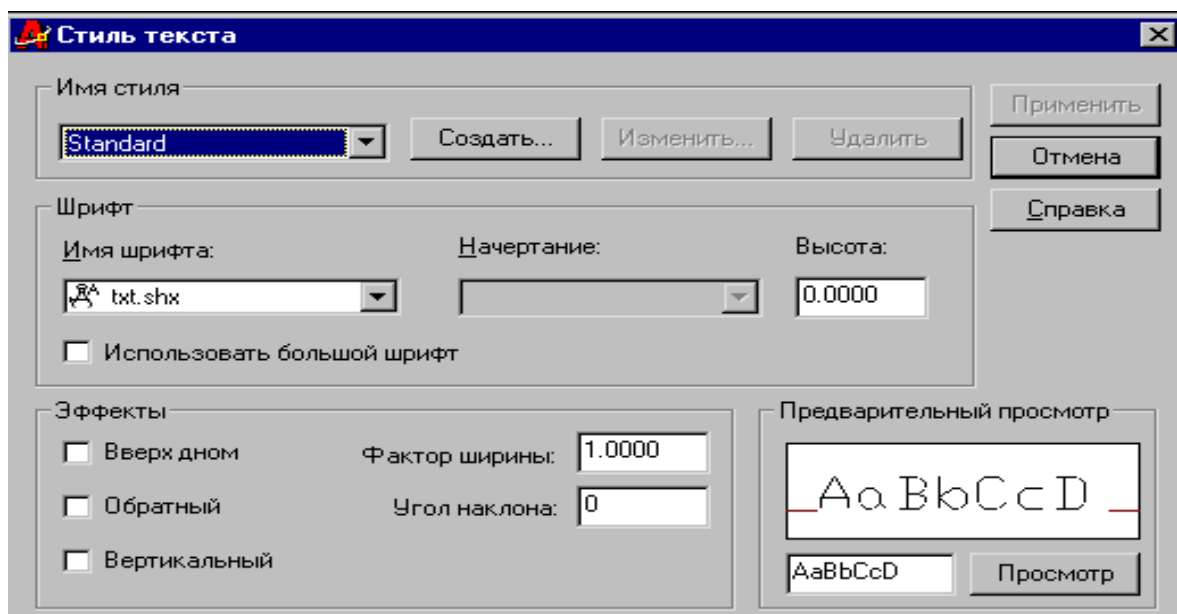 Стиль текста
Имя стиля
Standard
Создать...
Изменить...
Удалить
Применить
Отмена
Справка
Шрифт
Имя шрифта:
Начертание:
Высота:
txt.shx
0.0000
Использовать большой шрифт
Эффекты
Вверх дном
Фактор ширины:
1.0000
Обратный
Угол наклона:
0
Вертикальный
Предварительный просмотр
AaBbCcD
AaBbCcD
Просмотр